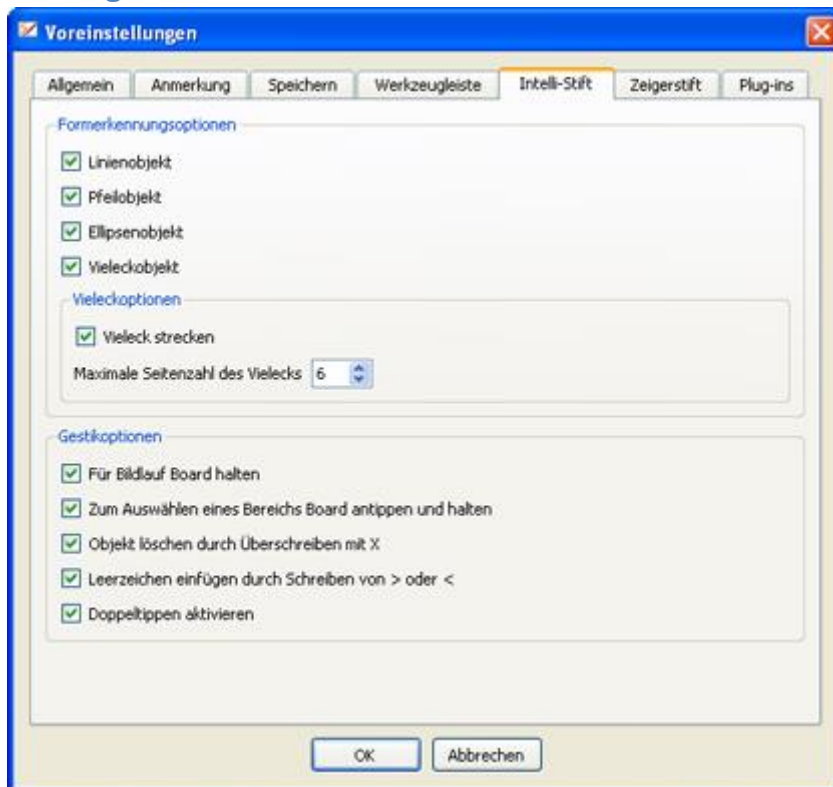 Voreinstellungen
Allgemein Anmerkung Speichern Werkzeugleiste Intelli-Stift Zeigerstift Plug-ins
Formerkennungsoptionen
Linienobjekt
Pfeilobjekt
Ellipsenobjekt
Vieleckobjekt
Vieleckoptionen
Vieleck strecken
Maximale Seitenzahl des Vielecks 6
Gestikoptionen
Für Bildlauf Board halten
Zum Auswählen eines Bereichs Board antippen und halten
Objekt löschen durch Überschreiben mit X
Leerzeichen einfügen durch Schreiben von > oder <
Doppeltippen aktivieren
OK Abbrechen